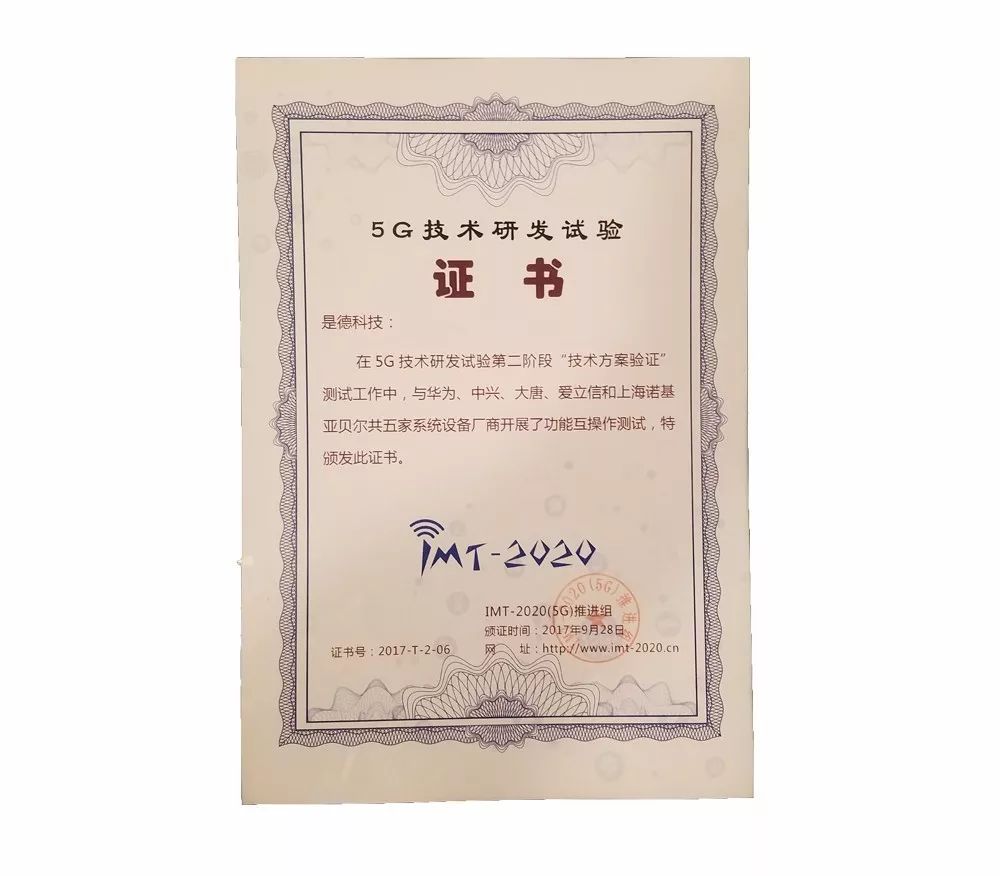 5G技术研发试验
证 书
是德科技：
在5G技术研发试验第二阶段“技术方案验证”
测试工作中，与华为、中兴、大唐、爱立信和上海诺基
亚贝尔共五家系统设备厂商开展了功能互操作测试，特
颁发此证书。
IMT-2020
IMT-2020(5G)推进组
颁证时间：2017年9月28日
证书号：2017-T-2-06
网 址：http://www.imt-2020.cn